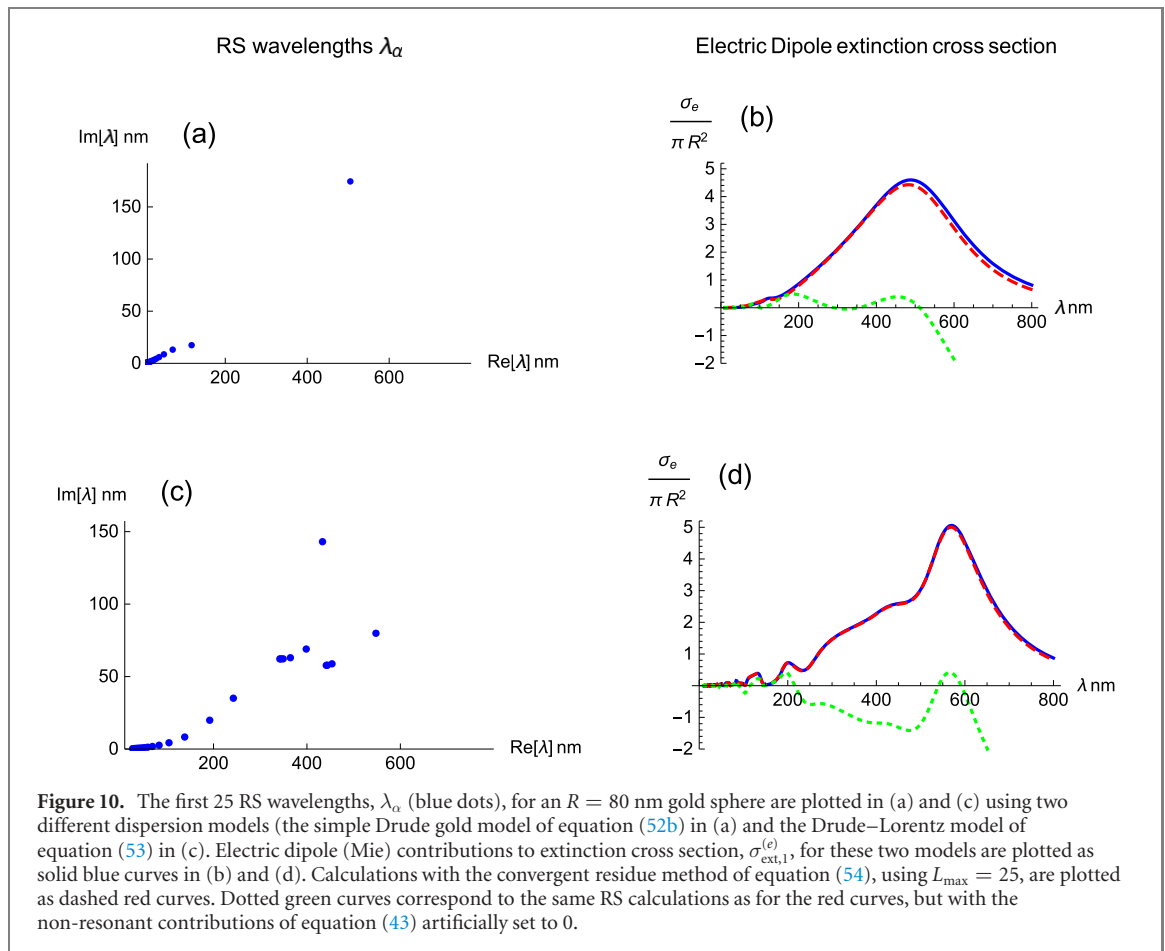 RS wavelengths λα
Electric Dipole extinction cross section
Im[λ] nm
(a)
150
100
50
0
200
400
600
Re[λ] nm
σe
π R²
(b)
5
4
3
2
1
−1
−2
200
400
600
800
λ nm
Im[λ] nm
(c)
150
100
50
0
200
400
600
Re[λ] nm
σe
π R²
(d)
5
4
3
2
1
−1
−2
200
400
600
800
λ nm
Figure 10. The first 25 RS wavelengths, λα (blue dots), for an R = 80 nm gold sphere are plotted in (a) and (c) using two
different dispersion models (the simple Drude gold model of equation (52b) in (a) and the Drude–Lorentz model of
equation (53) in (c). Electric dipole (Mie) contributions to extinction cross section, σ(e)ext,1, for these two models are plotted as
solid blue curves in (b) and (d). Calculations with the convergent residue method of equation (54), using Lmax = 25, are plotted
as dashed red curves. Dotted green curves correspond to the same RS calculations as for the red curves, but with the
non-resonant contributions of equation (43) artificially set to 0.